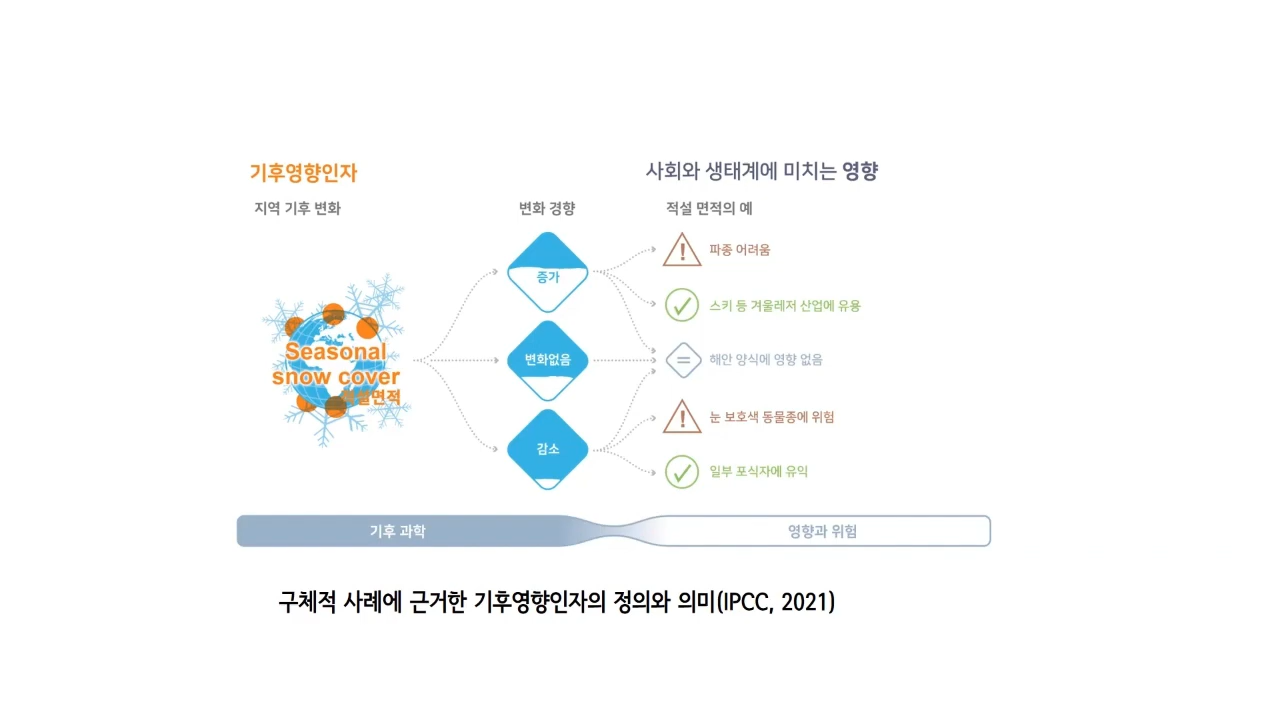 기후영향인자
사회와 생태계에 미치는 영향
지역 기후 변화
변화 경향
적설 면적의 예
증가
변화없음
감소
Seasonal
snow cover
적설면적
파종 어려움
스키 등 겨울레저 산업에 유용
해안 양식에 영향 없음
눈 보호색 동물종에 위험
일부 포식자에 유익
기후 과학
영향과 위험
구체적 사례에 근거한 기후영향인자의 정의와 의미(IPCC, 2021)